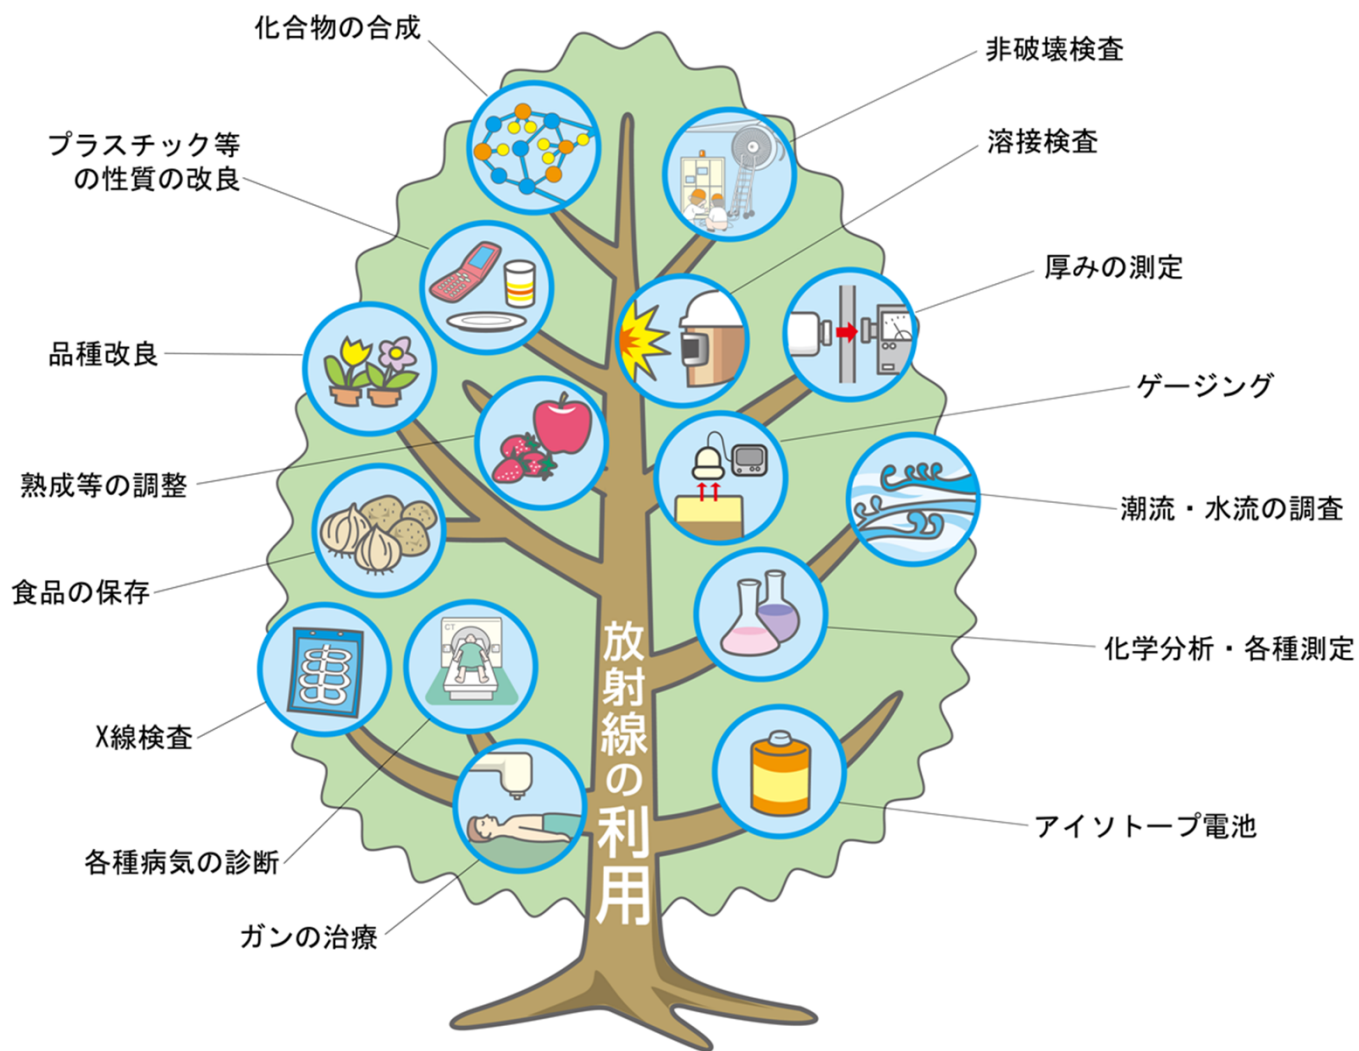 化合物の合成
非破壊検査
プラスチック等
の性質の改良
溶接検査
厚みの測定
品種改良
ゲージング
熟成等の調整
潮流・水流の調査
食品の保存
化学分析・各種測定
X線検査
CT
アイソトープ電池
各種病気の診断
ガンの治療
放射線の利用